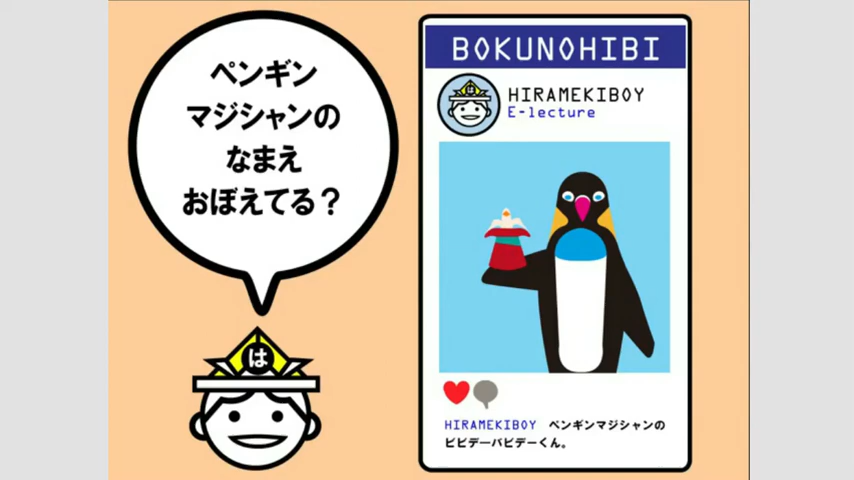 ペンギン
マジシャンの
なまえ
おぼえてる？
は
BOKUNOHIBI
は
HIRAMEKIBOY
E-lecture
HIRAMEKIBOY ペンギンマジシャンの
ビビデーバビデーくん。